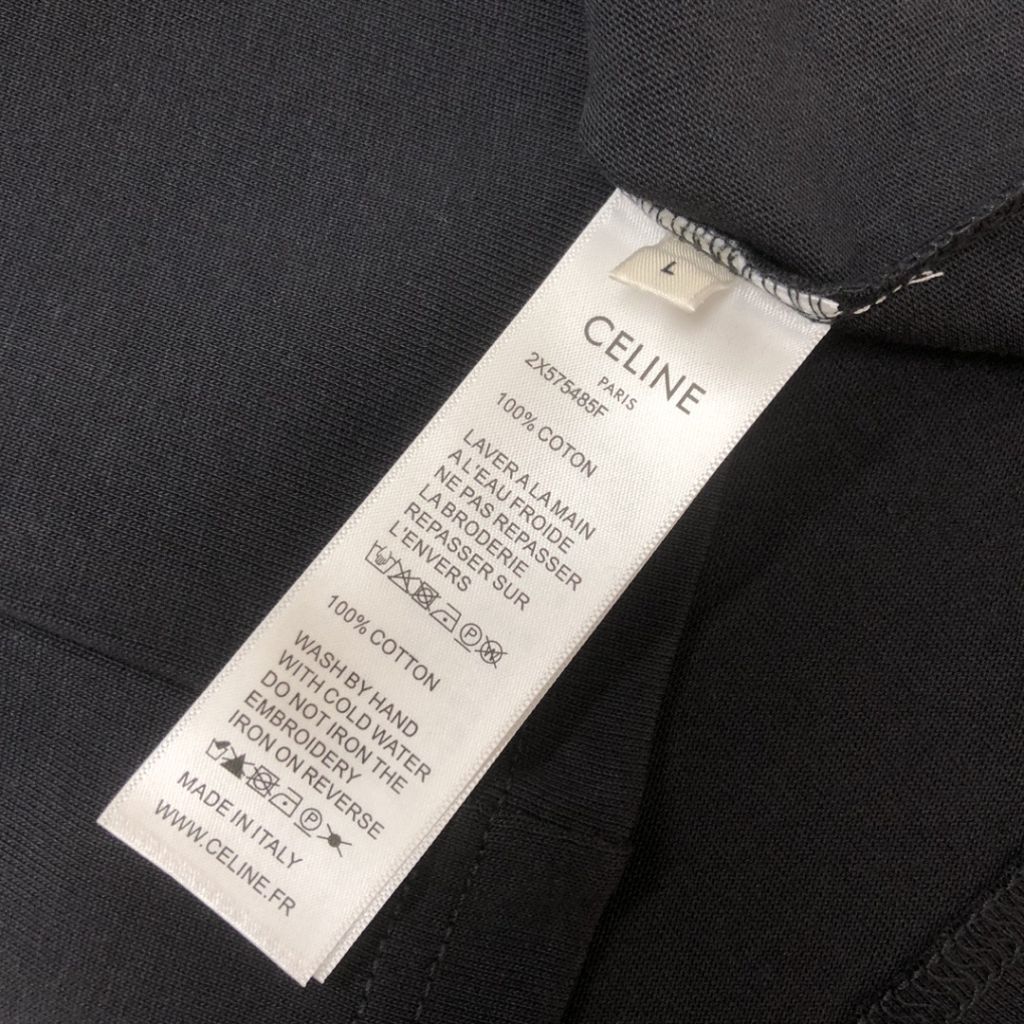 L
CELINE
PARIS
2X575485F
100% COTON
LAVER A LA MAIN
A L'EAU FROIDE
NE PAS REPASSER
LA BRODERIE
REPASSER SUR
L'ENVERS
P W
100% COTTON
WASH BY HAND
WITH COLD WATER
DO NOT IRON THE
EMBROIDERY
IRON ON REVERSE
P
MADE IN ITALY
WWW.CELINE.FR